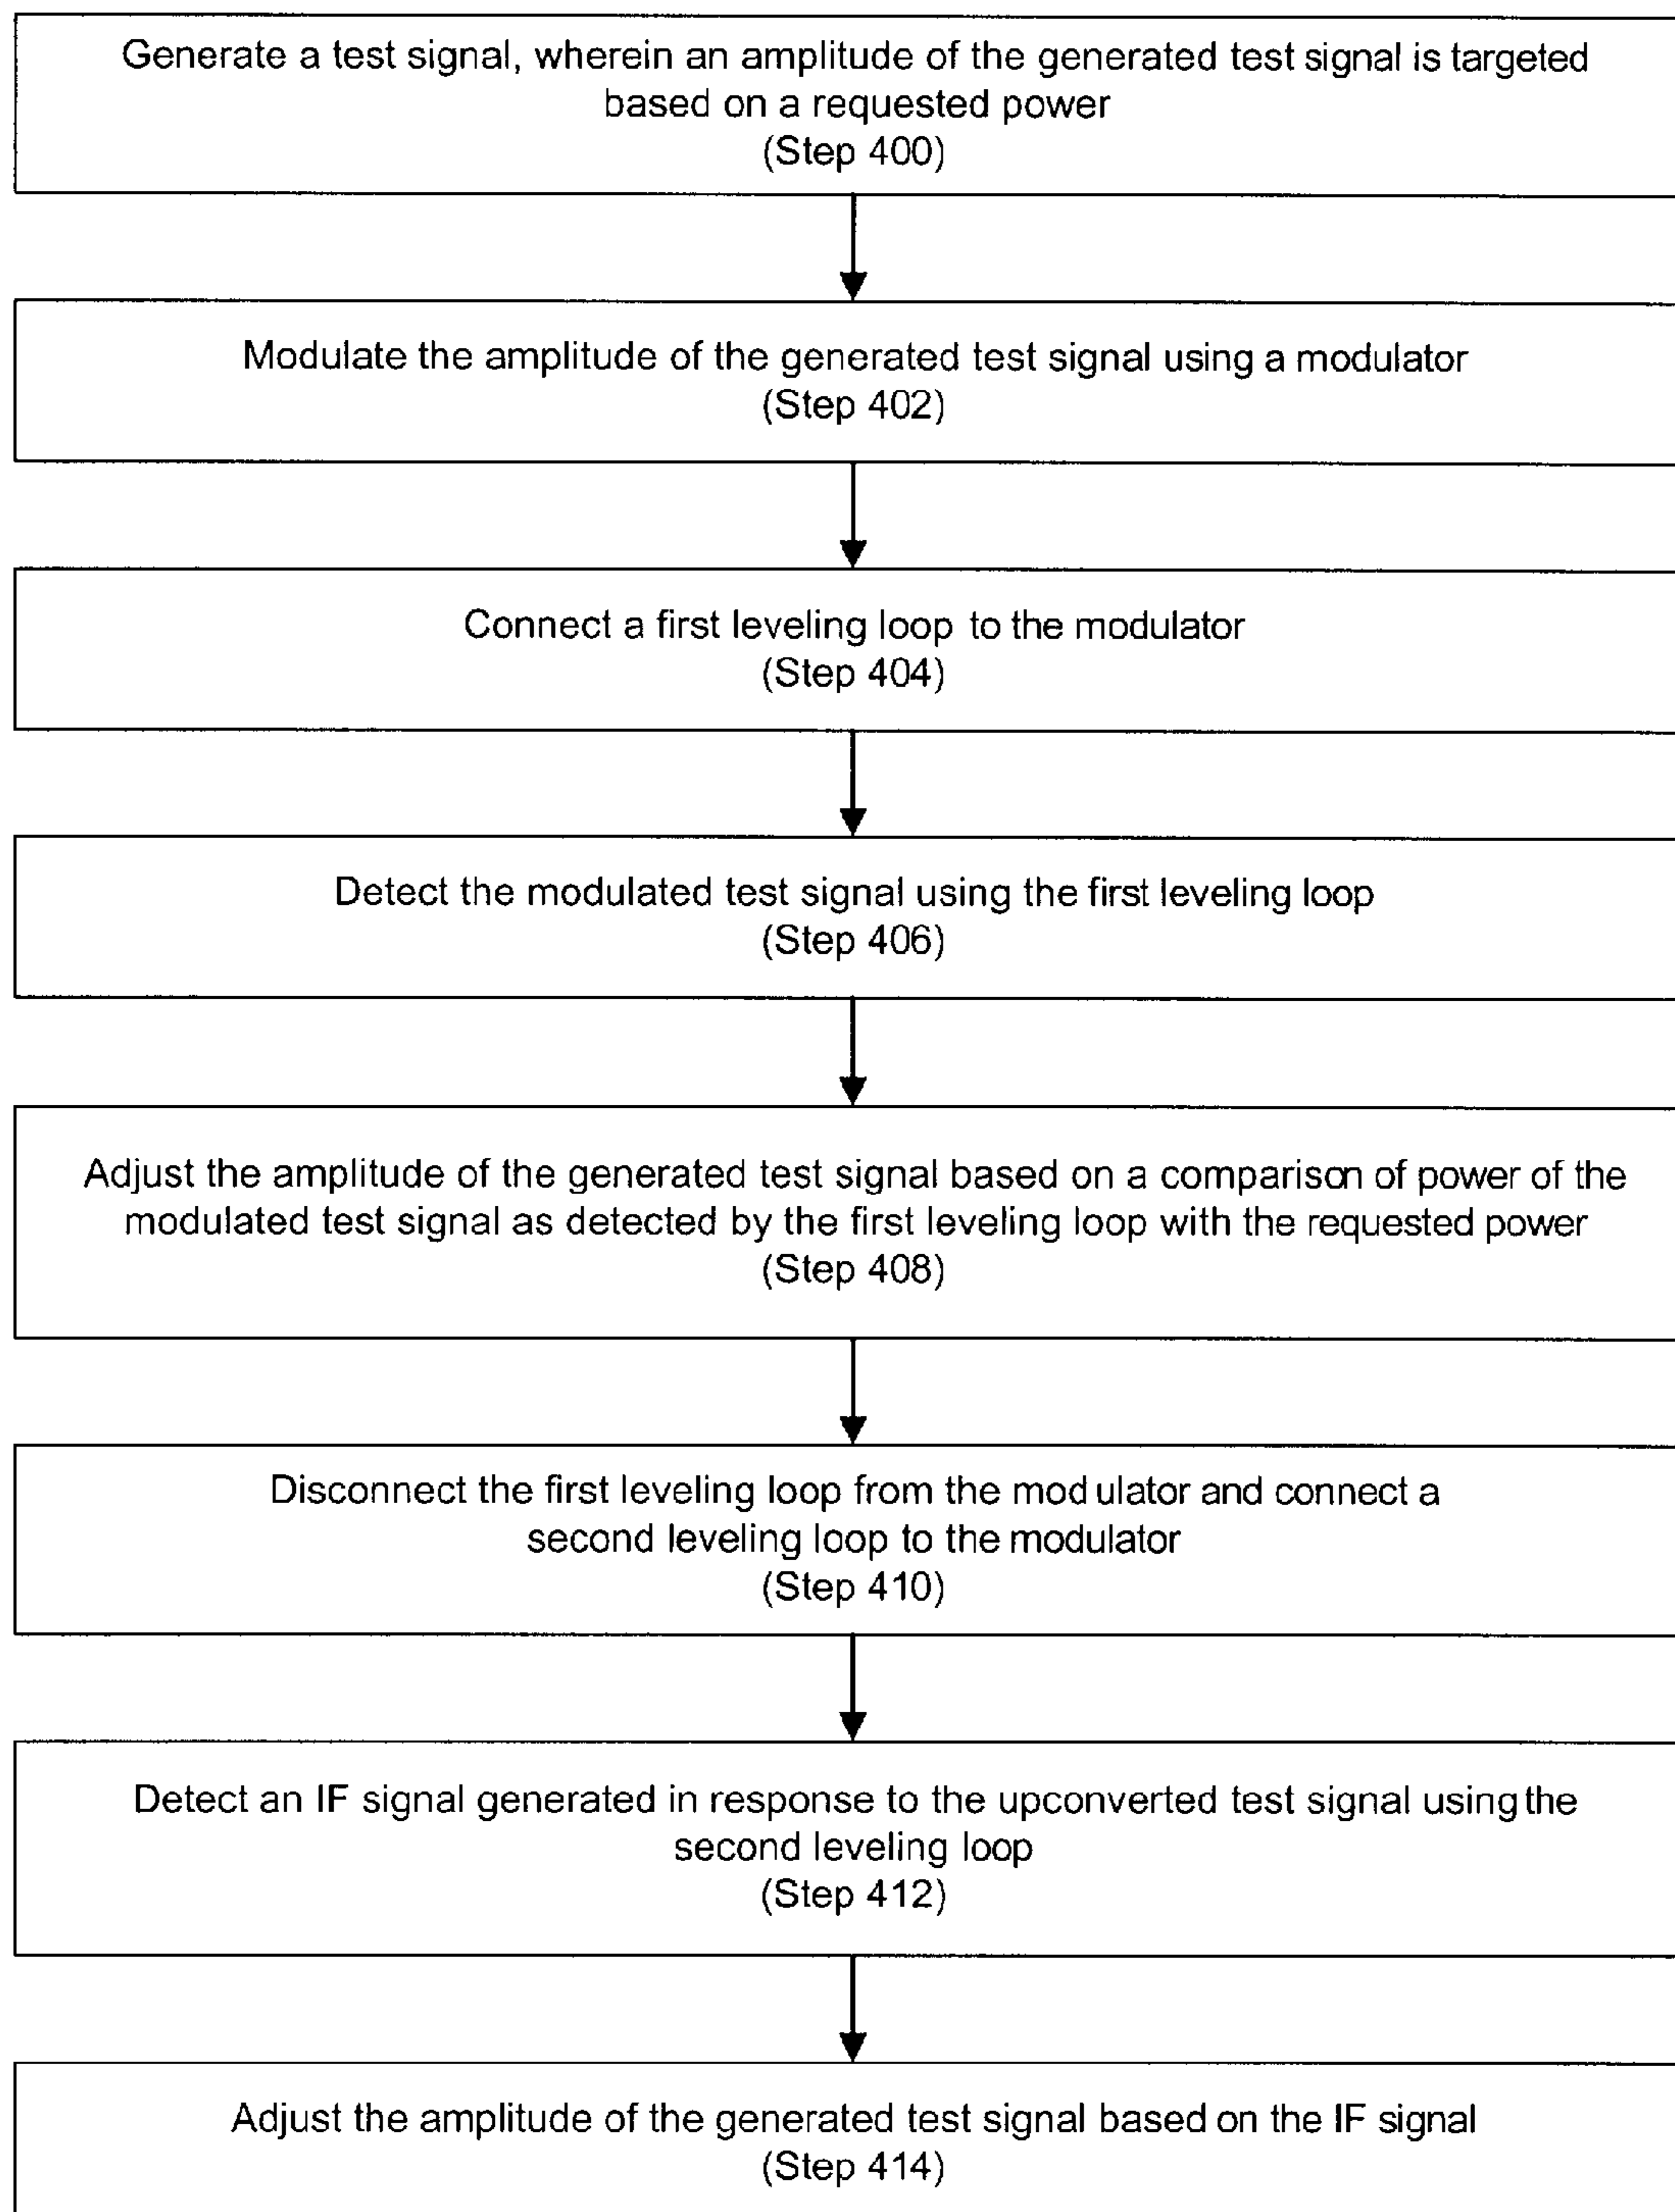 Generate a test signal, wherein an amplitude of the generated test signal is targeted
based on a requested power
(Step 400)
Modulate the amplitude of the generated test signal using a modulator
(Step 402)
Connect a first leveling loop to the modulator
(Step 404)
Detect the modulated test signal using the first leveling loop
(Step 406)
Adjust the amplitude of the generated test signal based on a comparison of power of the
modulated test signal as detected by the first leveling loop with the requested power
(Step 408)
Disconnect the first leveling loop from the modulator and connect a
second leveling loop to the modulator
(Step 410)
Detect an IF signal generated in response to the upconverted test signal using the
second leveling loop
(Step 412)
Adjust the amplitude of the generated test signal based on the IF signal
(Step 414)